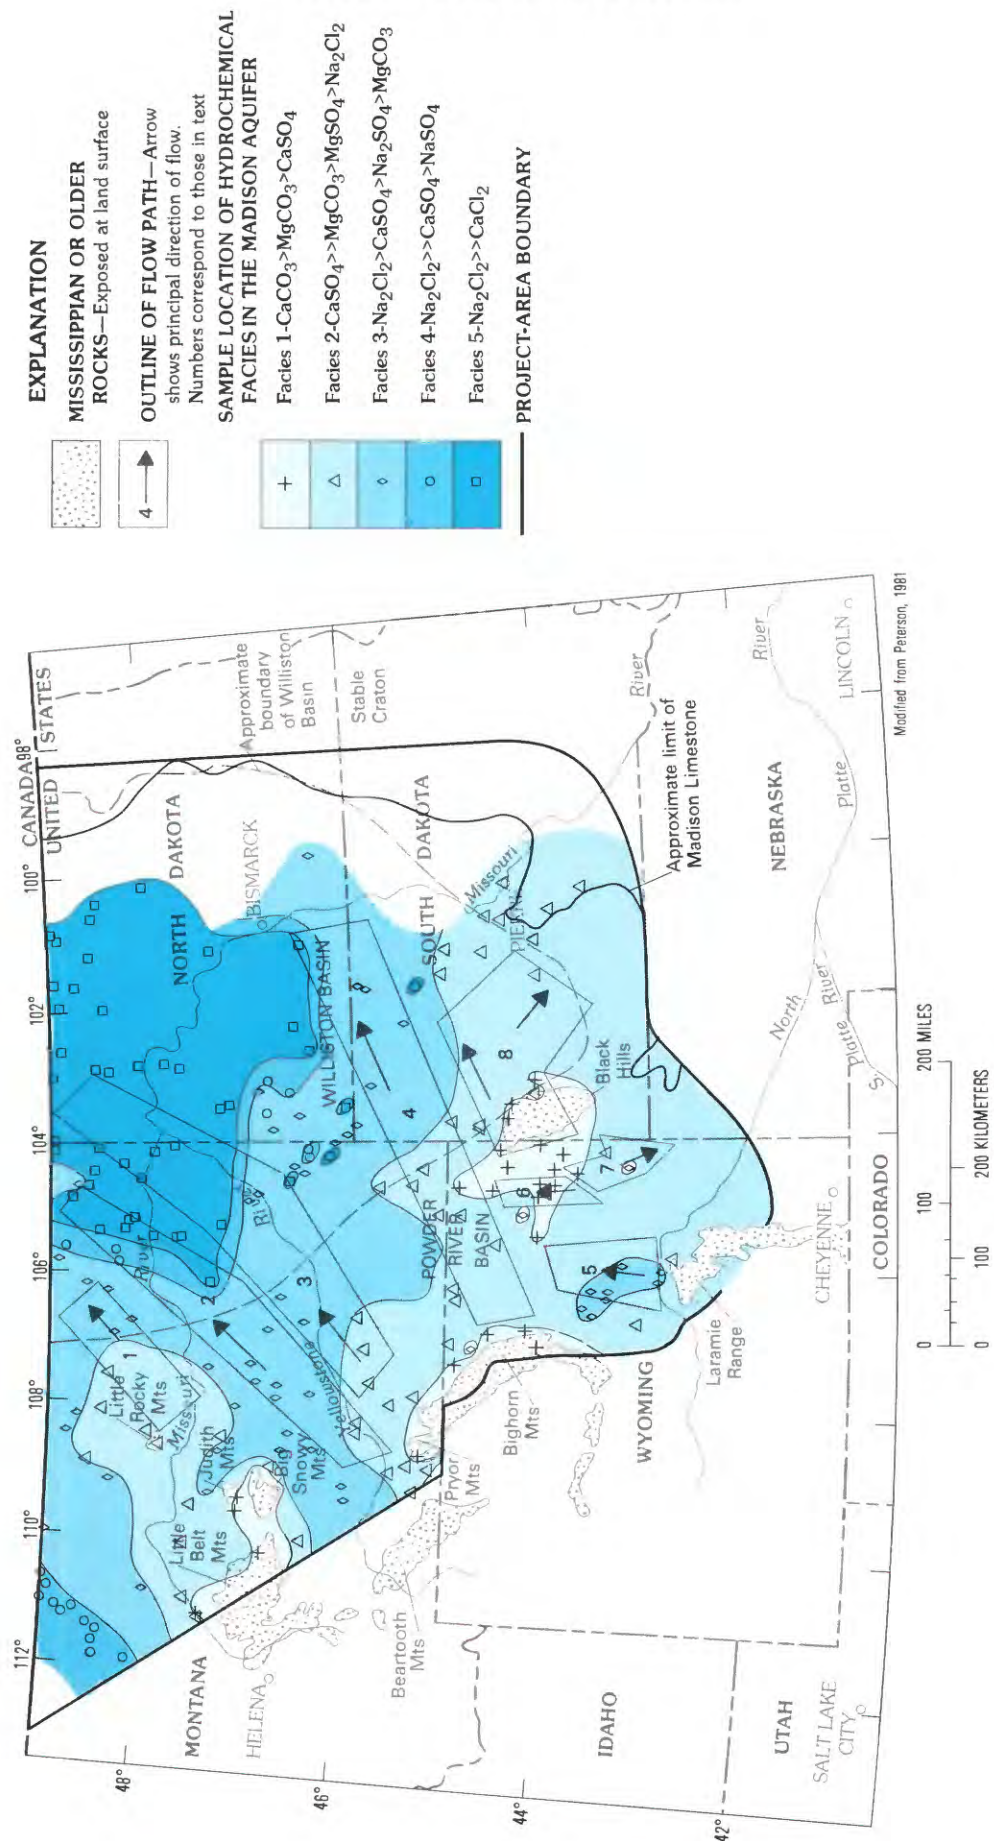 EXPLANATION
MISSISSIPPIAN OR OLDER
ROCKS—Exposed at land surface
4
OUTLINE OF FLOW PATH—Arrow
shows principal direction of flow.
Numbers correspond to those in text
SAMPLE LOCATION OF HYDROCHEMICAL
FACIES IN THE MADISON AQUIFER
Facies 1-CaCO3>MgCO3>CaSO4
Facies 2-CaSO4>>MgCO3>MgSO4>Na2Cl2
Facies 3-Na2Cl2>CaSO4>Na2SO4>MgCO3
Facies 4-Na2Cl2>>CaSO4>NaSO4
Facies 5-Na2Cl2>>CaCl2
PROJECT-AREA BOUNDARY
112°
110°
108°
106°
104°
102°
100°
98°
CANADA
UNITED
STATES
48°
46°
44°
42°
MONTANA
HELENA
Little
Belt
Mts
Judith
Mts
Big
Snowy
Mts
Little
Rocky
Mts
Missouri
River
Yellowstone
River
1
2
3
4
5
6
7
8
NORTH
DAKOTA
BISMARCK
WILLISTON BASIN
Approximate
boundary
of Williston
Basin
Stable
Craton
SOUTH
DAKOTA
Missouri
River
Approximate limit of
Madison Limestone
POWDER
RIVER
BASIN
Black
Hills
Beartooth
Mts
Pryor
Mts
Bighorn
Mts
WYOMING
Laramie
Range
CHEYENNE
IDAHO
UTAH
SALT LAKE
CITY
COLORADO
NEBRASKA
LINCOLN
North
Platte
River
S.
Platte
River
Platte
River
0 100 200 MILES
0 100 200 KILOMETERS
Modified from Peterson, 1981